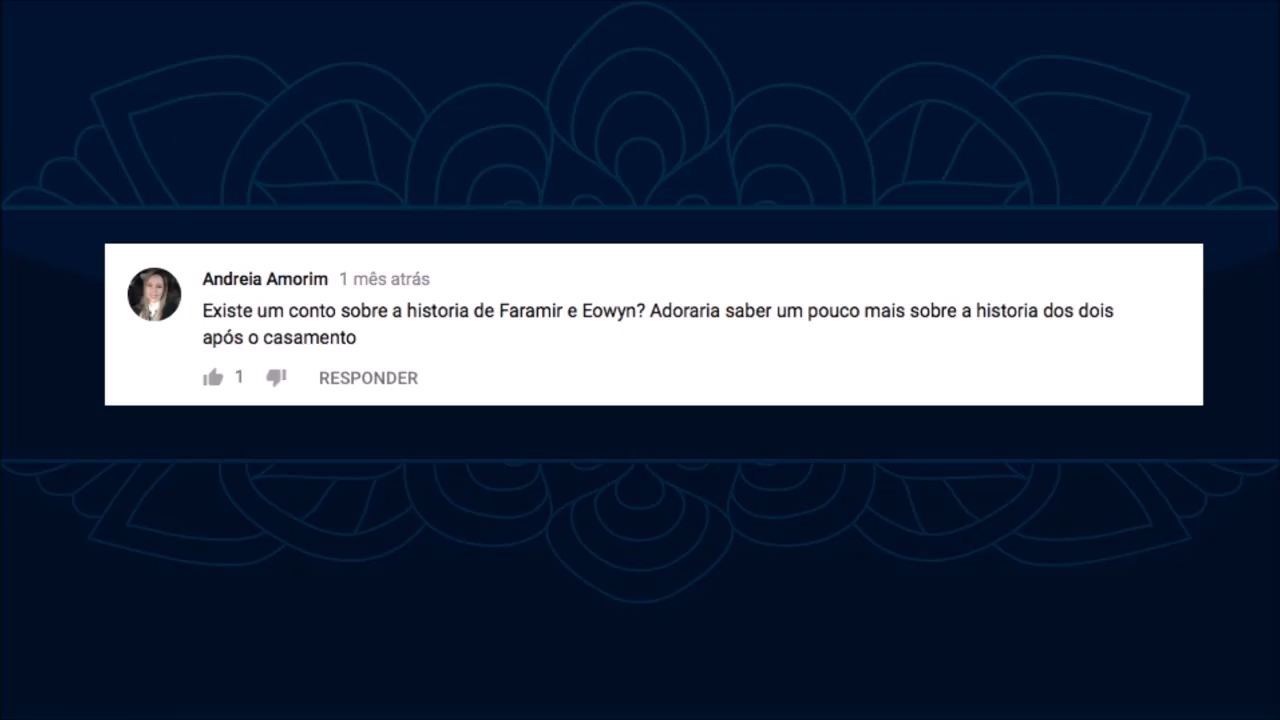 Andreia Amorim 1 mês atrás
Existe um conto sobre a historia de Faramir e Eowyn? Adoraria saber um pouco mais sobre a historia dos dois
após o casamento
1 RESPONDER